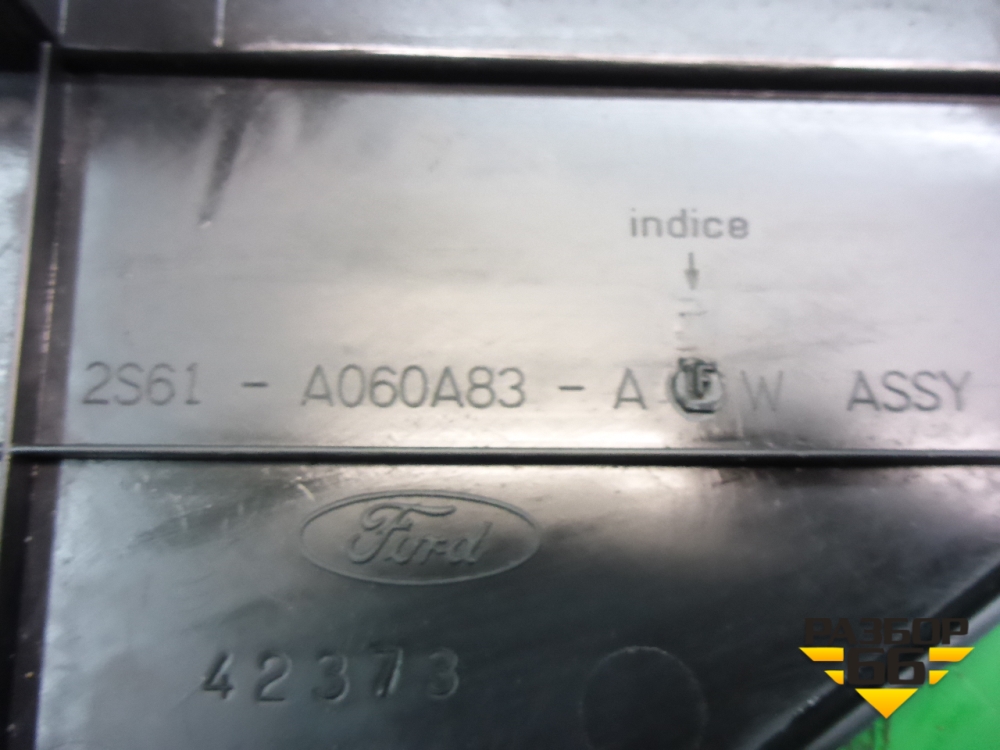 indice
2S61 - A060A83 - A W ASSY
Ford
42373
РАЗБОР
66